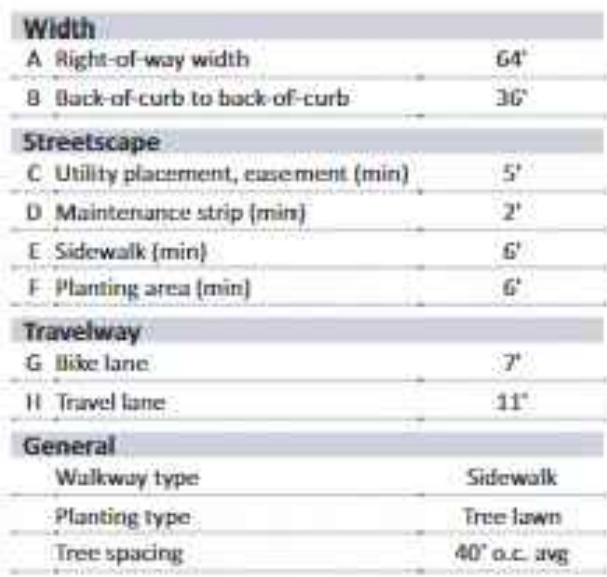 Width
A Right-of-way width 64'
B Back-of-curb to back-of-curb 36'
Streetscape
C Utility placement, easement (min) 5'
D Maintenance strip (min) 2'
E Sidewalk (min) 6'
F Planting area (min) 6'
Travelway
G Bike lane 7'
H Travel lane 11'
General
Walkway type Sidewalk
Planting type Tree lawn
Tree spacing 40' o.c. avg